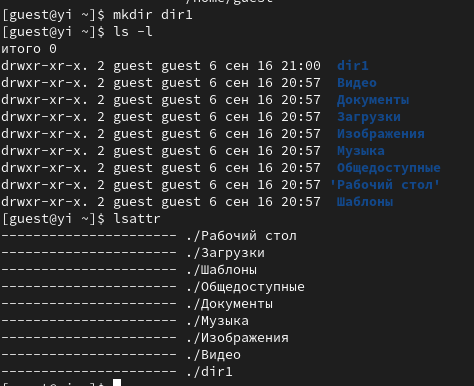 /home/guest
[guest@yi ~]$ mkdir dir1
[guest@yi ~]$ ls -l
итого 0
drwxr-xr-x. 2 guest guest 6 сен 16 21:00  dir1
drwxr-xr-x. 2 guest guest 6 сен 16 20:57  Видео
drwxr-xr-x. 2 guest guest 6 сен 16 20:57  Документы
drwxr-xr-x. 2 guest guest 6 сен 16 20:57  Загрузки
drwxr-xr-x. 2 guest guest 6 сен 16 20:57  Изображения
drwxr-xr-x. 2 guest guest 6 сен 16 20:57  Музыка
drwxr-xr-x. 2 guest guest 6 сен 16 20:57  Общедоступные
drwxr-xr-x. 2 guest guest 6 сен 16 20:57 'Рабочий стол'
drwxr-xr-x. 2 guest guest 6 сен 16 20:57  Шаблоны
[guest@yi ~]$ lsattr
---------------------- ./Рабочий стол
---------------------- ./Загрузки
---------------------- ./Шаблоны
---------------------- ./Общедоступные
---------------------- ./Документы
---------------------- ./Музыка
---------------------- ./Изображения
---------------------- ./Видео
---------------------- ./dir1
[guest@yi ~]$